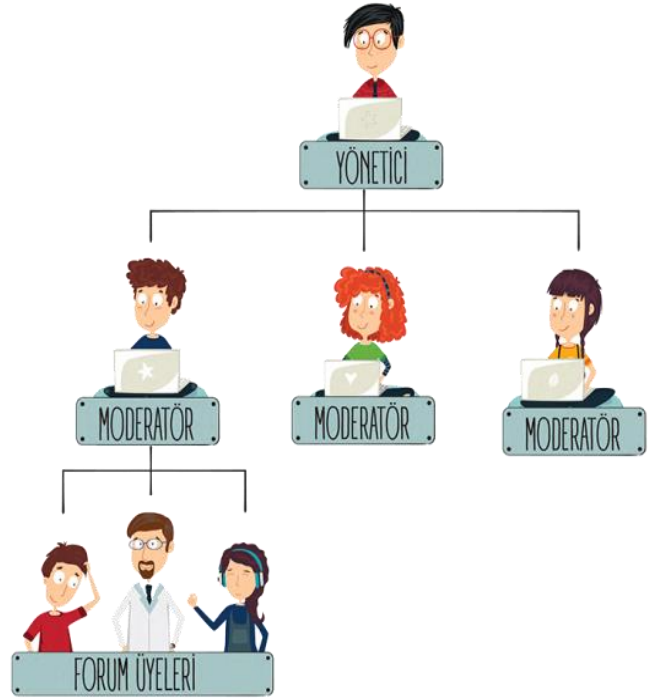 YÖNETİCİ
MODERATÖR
MODERATÖR
MODERATÖR
FORUM ÜYELERİ